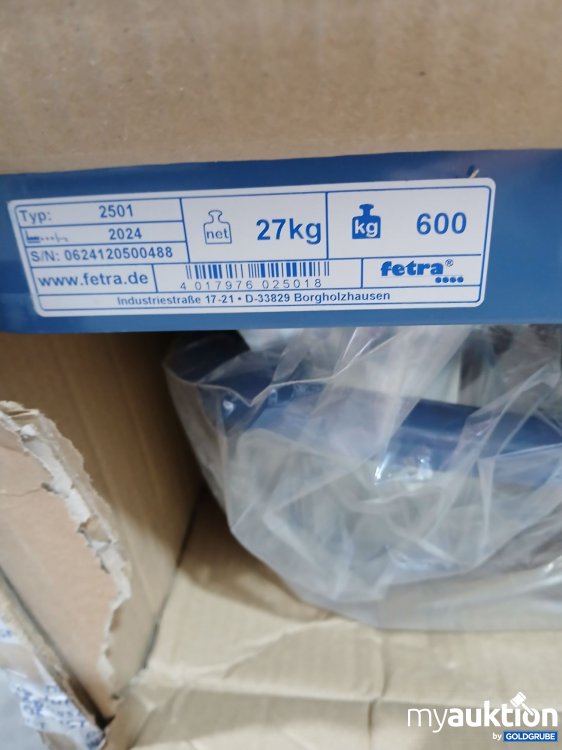 Typ: 2501
2024
S/N: 0624120500488
www.fetra.de
net 27kg
kg 600
4 017976 025018
fetra®
Industriestraße 17-21 • D-33829 Borgholzhausen
myauktion
by GOLDGRUBE